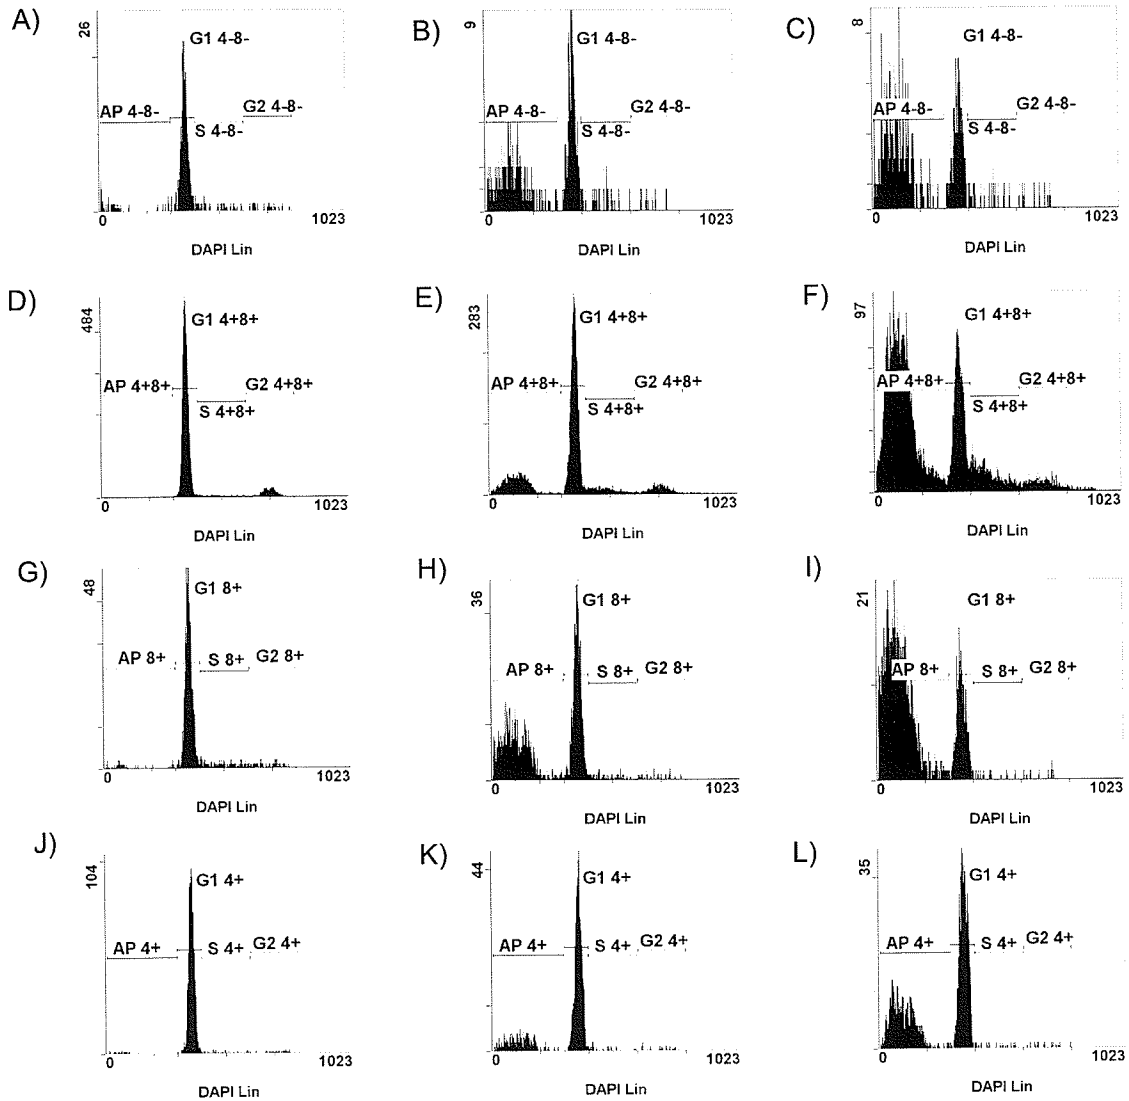 A)
26
G1 4-8-
AP 4-8-
G2 4-8-
S 4-8-
0 1023
DAPI Lin
B)
9
G1 4-8-
AP 4-8-
G2 4-8-
S 4-8-
0 1023
DAPI Lin
C)
8
G1 4-8-
AP 4-8-
G2 4-8-
S 4-8-
0 1023
DAPI Lin
D)
484
G1 4+8+
AP 4+8+
G2 4+8+
S 4+8+
0 1023
DAPI Lin
E)
283
G1 4+8+
AP 4+8+
G2 4+8+
S 4+8+
0 1023
DAPI Lin
F)
97
G1 4+8+
AP 4+8+
G2 4+8+
S 4+8+
0 1023
DAPI Lin
G)
48
G1 8+
AP 8+ S 8+ G2 8+
0 1023
DAPI Lin
H)
36
G1 8+
AP 8+ S 8+ G2 8+
0 1023
DAPI Lin
I)
21
G1 8+
AP 8+ S 8+ G2 8+
0 1023
DAPI Lin
J)
104
G1 4+
AP 4+ S 4+ G2 4+
0 1023
DAPI Lin
K)
44
G1 4+
AP 4+ S 4+ G2 4+
0 1023
DAPI Lin
L)
35
G1 4+
AP 4+ S 4+ G2 4+
0 1023
DAPI Lin